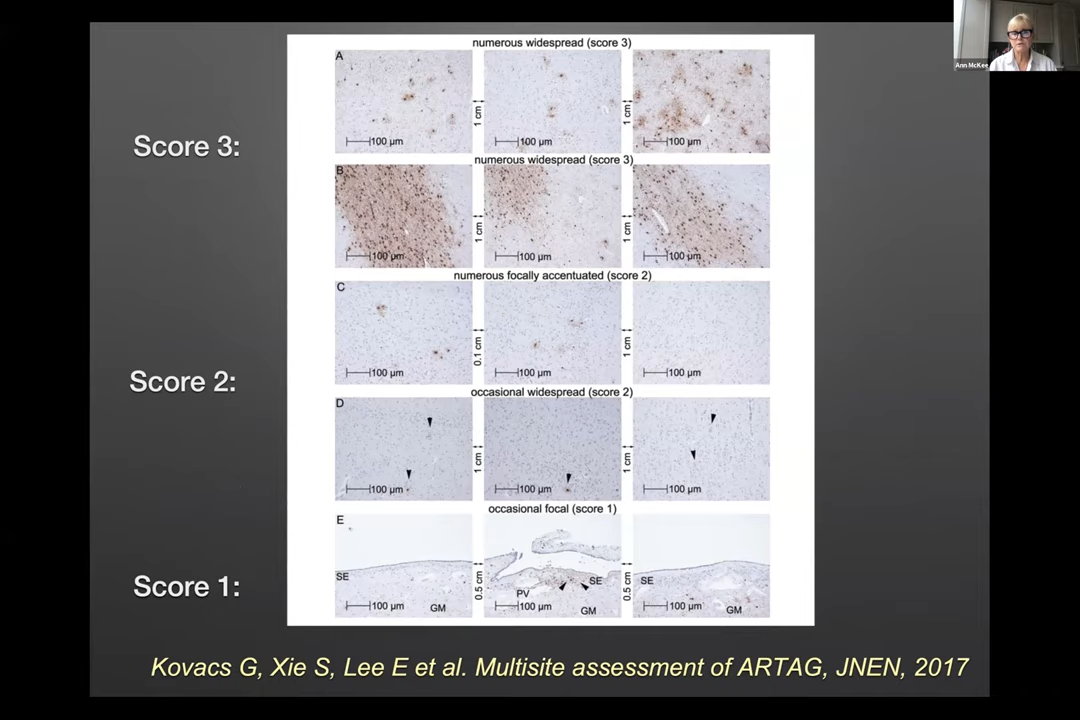 Ann McKee
numerous widespread (score 3)
A
1 cm
1 cm
100 µm
100 µm
100 µm
Score 3:
numerous widespread (score 3)
B
1 cm
1 cm
100 µm
100 µm
100 µm
numerous focally accentuated (score 2)
C
0.1 cm
1 cm
100 µm
100 µm
100 µm
Score 2:
occasional widespread (score 2)
D
1 cm
1 cm
100 µm
100 µm
100 µm
occasional focal (score 1)
E
SE
SE
SE
0.5 cm
0.5 cm
Score 1:
PV
100 µm
GM
100 µm
GM
100 µm
GM
Kovacs G, Xie S, Lee E et al. Multisite assessment of ARTAG, JNEN, 2017